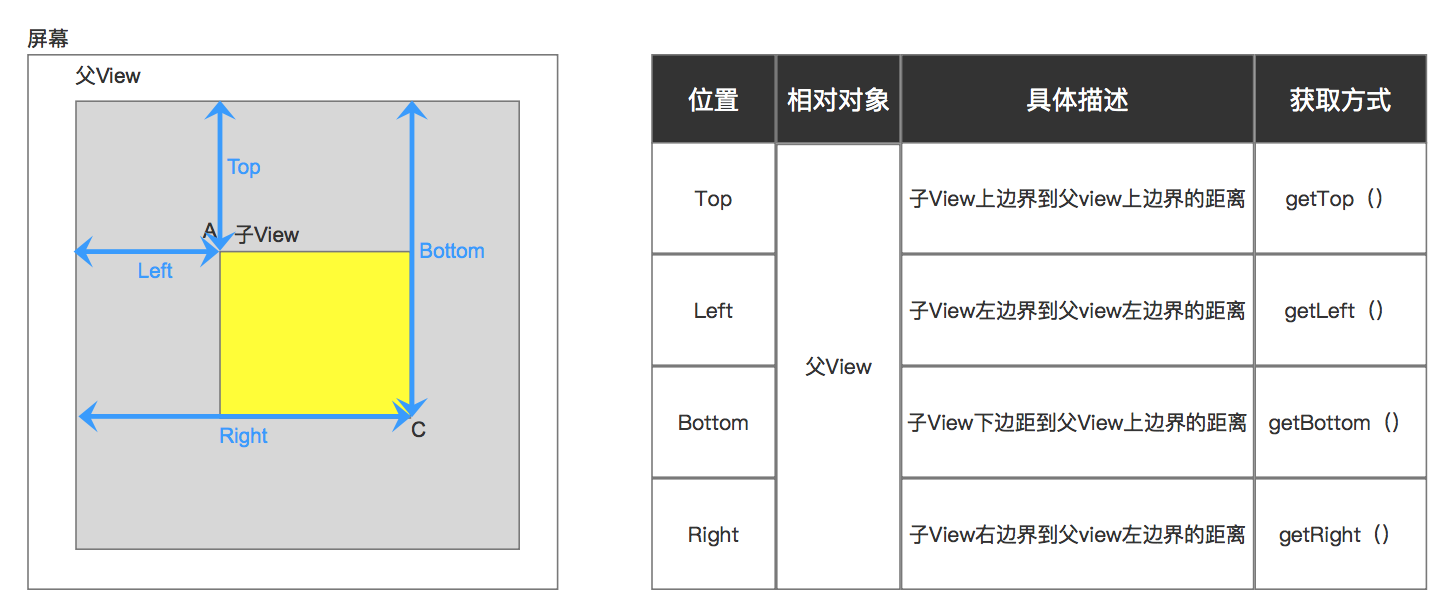 屏幕
父View
Top
A
子View
Left
Bottom
Right
C
位置 相对对象 具体描述 获取方式
Top 子View上边界到父view上边界的距离 getTop（）
Left 子View左边界到父view左边界的距离 getLeft（）
父View
Bottom 子View下边距到父View上边界的距离 getBottom（）
Right 子View右边界到父view左边界的距离 getRight（）